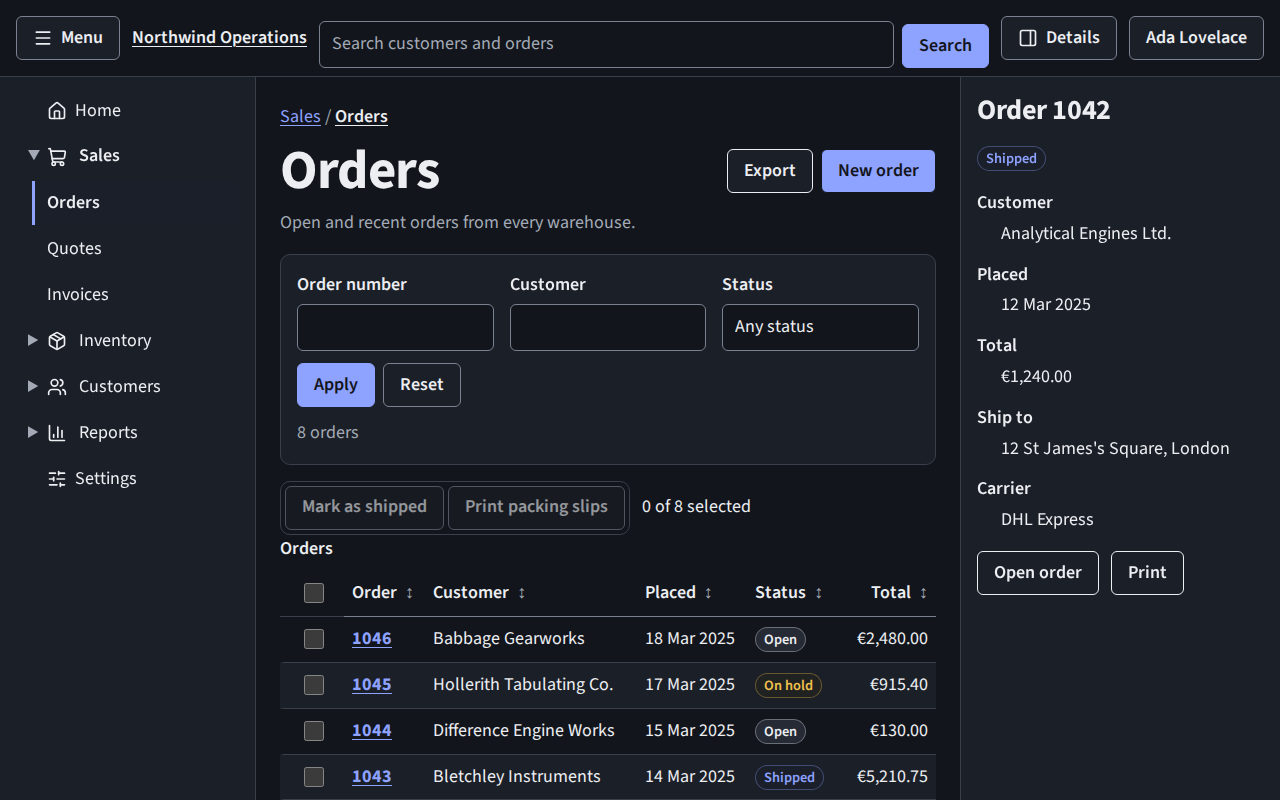 Menu
Northwind Operations
Search customers and orders
Search
Details
Ada Lovelace
Home
Sales
Orders
Quotes
Invoices
Inventory
Customers
Reports
Settings
Sales / Orders
Orders
Export
New order
Open and recent orders from every warehouse.
Order number Customer Status
Any status
Apply Reset
8 orders
Mark as shipped Print packing slips 0 of 8 selected
Orders
Order ↕ Customer ↕ Placed ↕ Status ↕ Total ↕
1046 Babbage Gearworks 18 Mar 2025 Open €2,480.00
1045 Hollerith Tabulating Co. 17 Mar 2025 On hold €915.40
1044 Difference Engine Works 15 Mar 2025 Open €130.00
1043 Bletchley Instruments 14 Mar 2025 Shipped €5,210.75
Order 1042
Shipped
Customer
Analytical Engines Ltd.
Placed
12 Mar 2025
Total
€1,240.00
Ship to
12 St James's Square, London
Carrier
DHL Express
Open order Print